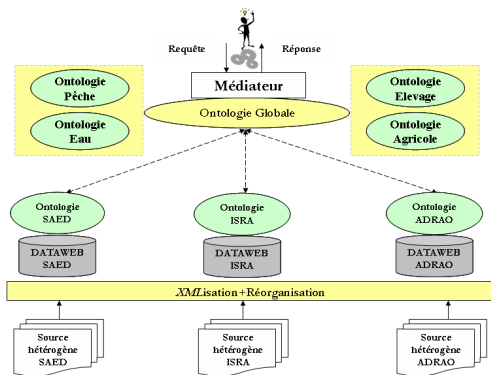 Requête
Réponse
Médiateur
Ontologie Globale
Ontologie
Pêche
Ontologie
Eau
Ontologie
Elevage
Ontologie
Agricole
Ontologie
SAED
Ontologie
ISRA
Ontologie
ADRAO
DATAWEB
SAED
DATAWEB
ISRA
DATAWEB
ADRAO
XMLisation+Réorganisation
Source
hétérogène
SAED
Source
hétérogène
ISRA
Source
hétérogène
ADRAO